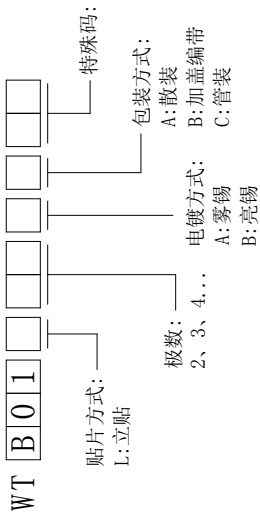 WT B 0 1
贴片方式:
L:立贴
极数:
2、3、4...
电镀方式:
A:雾锡
B:亮锡
包装方式:
A:散装
B:加盖编带
C:管装
特殊码: